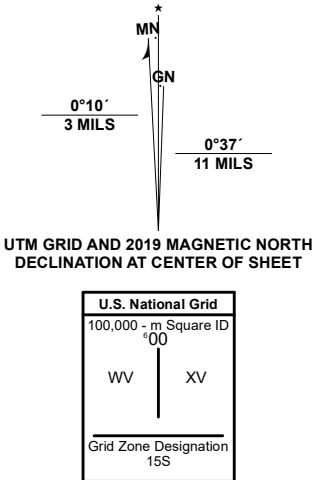 ★
MN
GN
0°10´
3 MILS
0°37´
11 MILS
UTM GRID AND 2019 MAGNETIC NORTH
DECLINATION AT CENTER OF SHEET
U.S. National Grid
100,000 - m Square ID
⁶00
WV XV
Grid Zone Designation
15S